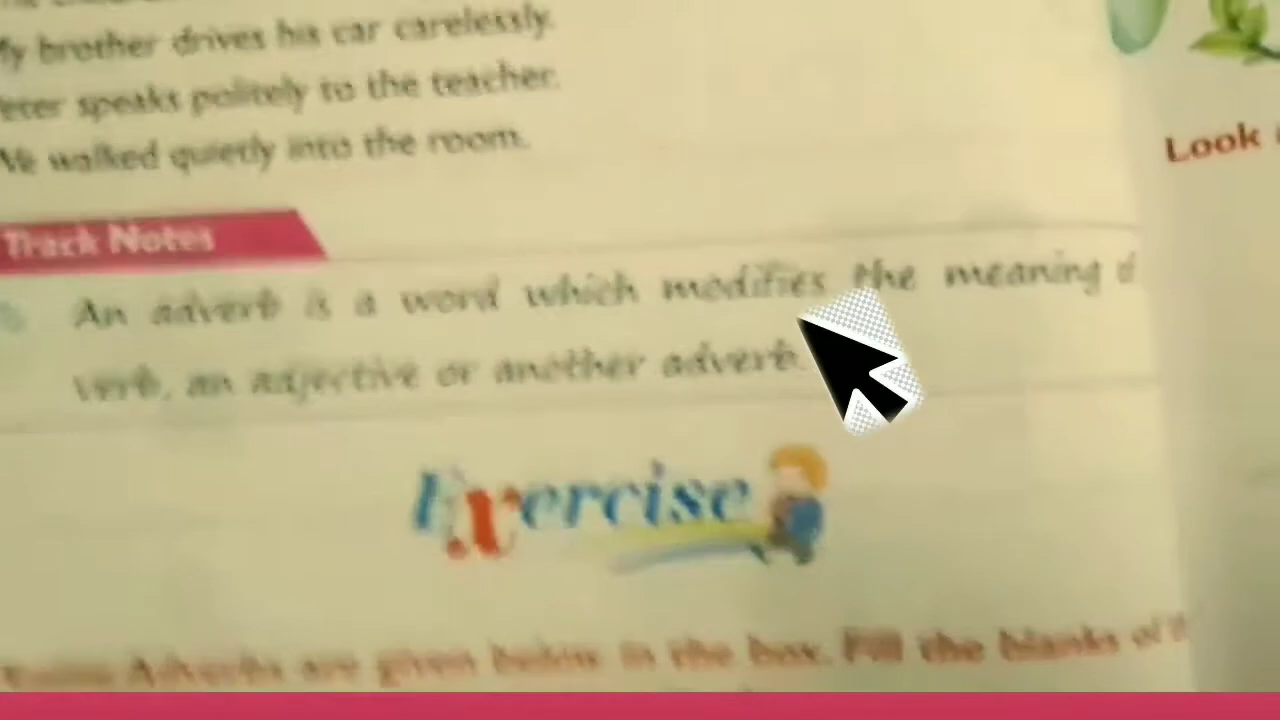 My brother drives his car carelessly.
Peter speaks politely to the teacher.
We walked quietly into the room.
Track Notes
An adverb is a word which modifies the meaning
verb, an adjective or another adverb.
Exercise
Some Adverbs are given below in the box. Fill the blanks of
Look